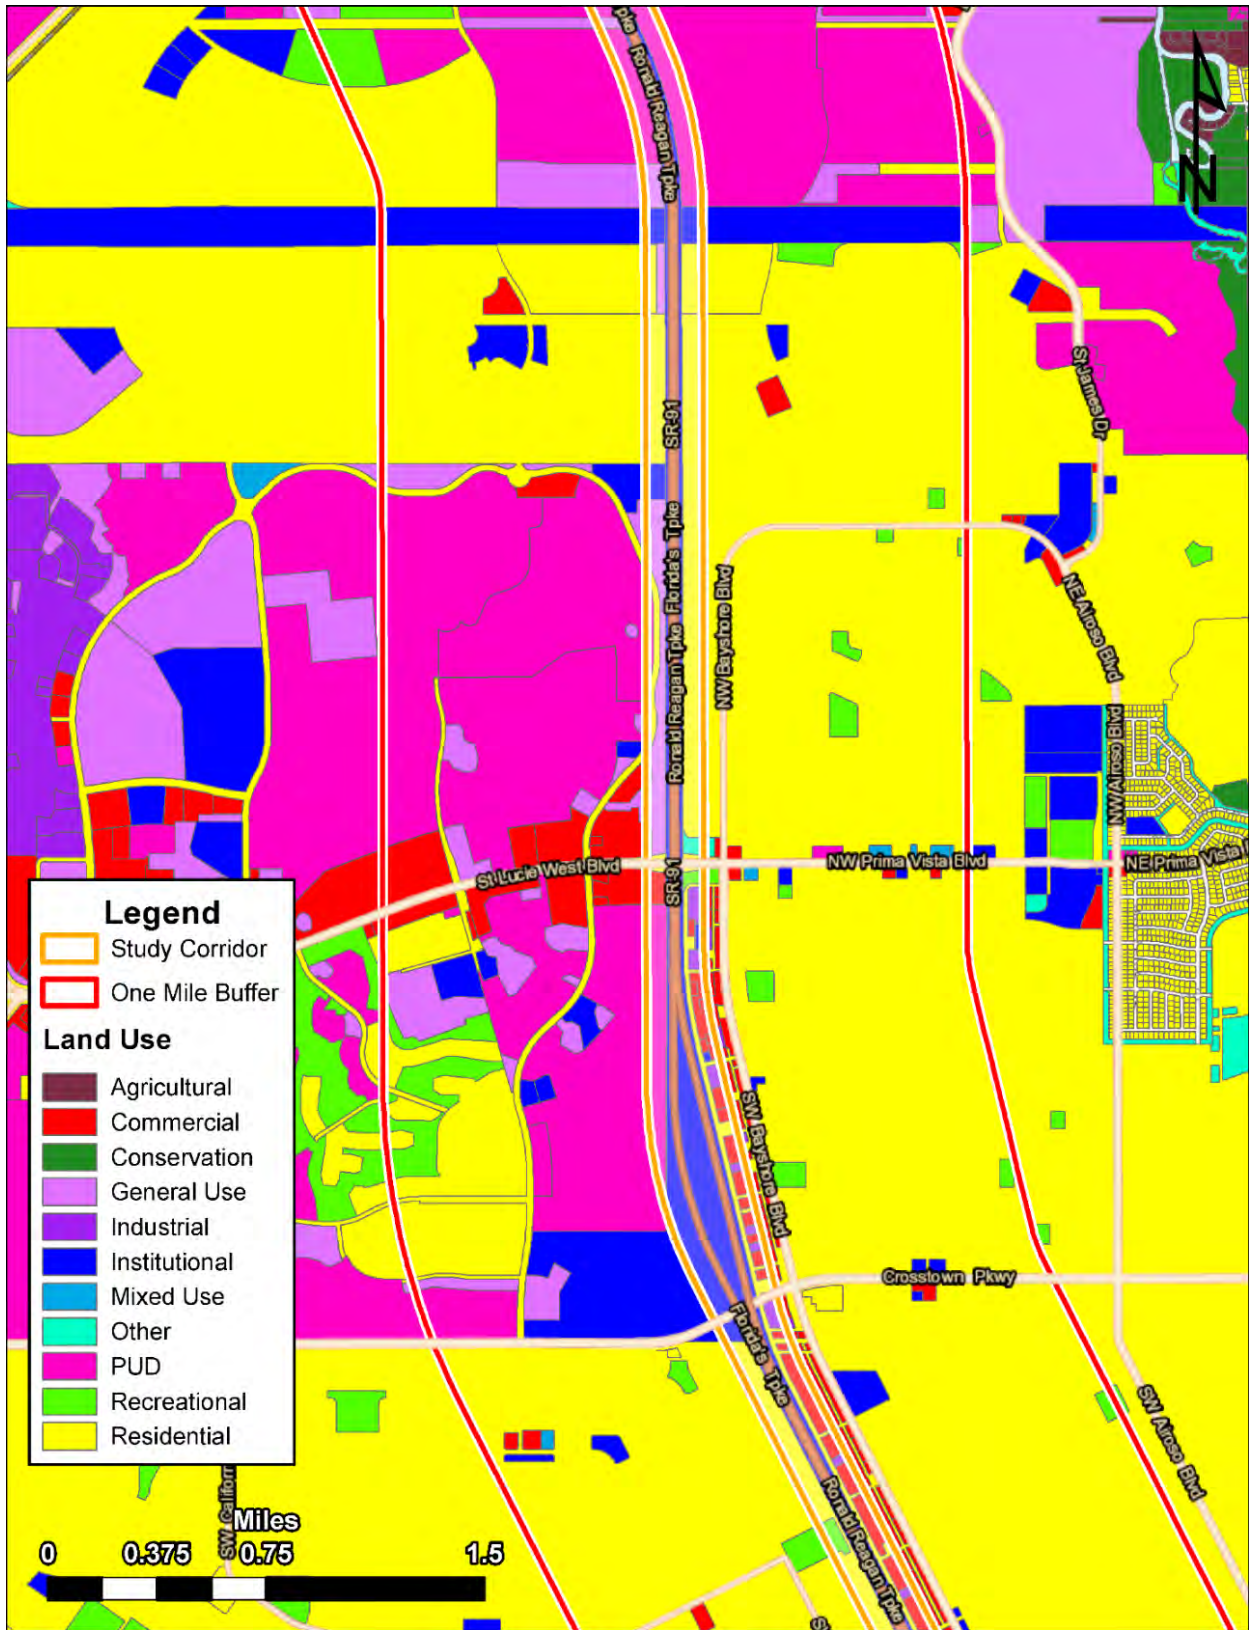 Ronald Reagan Tpke
N
St James Dr
SR-91
Ronald Reagan Tpke Florida's Tpke
NW Bayshore Blvd
NE Airoso Blvd
NW Airoso Blvd
St Lucie West Blvd
SR-91
NW Prima Vista Blvd
NE Prima Vista
SW Bayshore Blvd
Crosstown Pkwy
Florida's Tpke
SW Airoso Blvd
Ronald Reagan Tpke
Legend
Study Corridor
One Mile Buffer
Land Use
Agricultural
Commercial
Conservation
General Use
Industrial
Institutional
Mixed Use
Other
PUD
Recreational
Residential
SW Californ
Miles
0 0.375 0.75 1.5